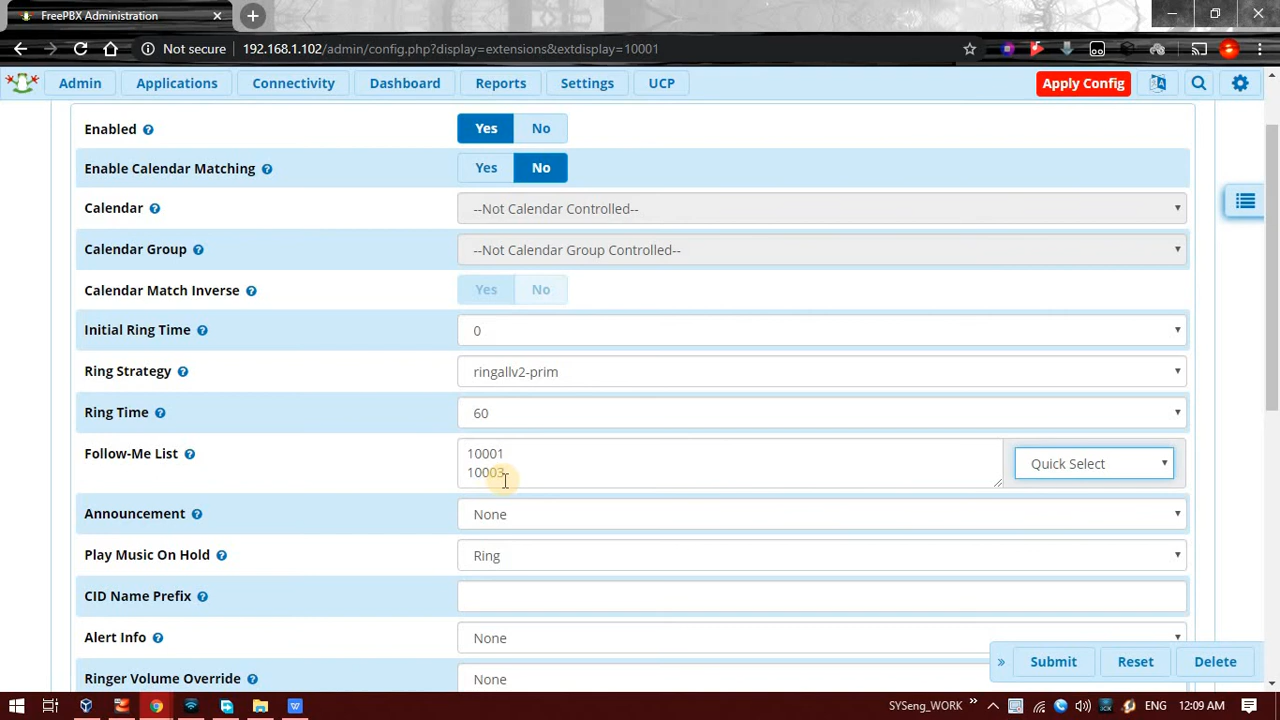 FreePBX Administration
Not secure 192.168.1.102/admin/config.php?display=extensions&extdisplay=10001
Admin Applications Connectivity Dashboard Reports Settings UCP Apply Config
Enabled Yes No
Enable Calendar Matching Yes No
Calendar --Not Calendar Controlled--
Calendar Group --Not Calendar Group Controlled--
Calendar Match Inverse Yes No
Initial Ring Time 0
Ring Strategy ringallv2-prim
Ring Time 60
Follow-Me List 10001
10003 Quick Select
Announcement None
Play Music On Hold Ring
CID Name Prefix
Alert Info None
Submit Reset Delete
Ringer Volume Override None
SYSeng_WORK ENG 12:09 AM